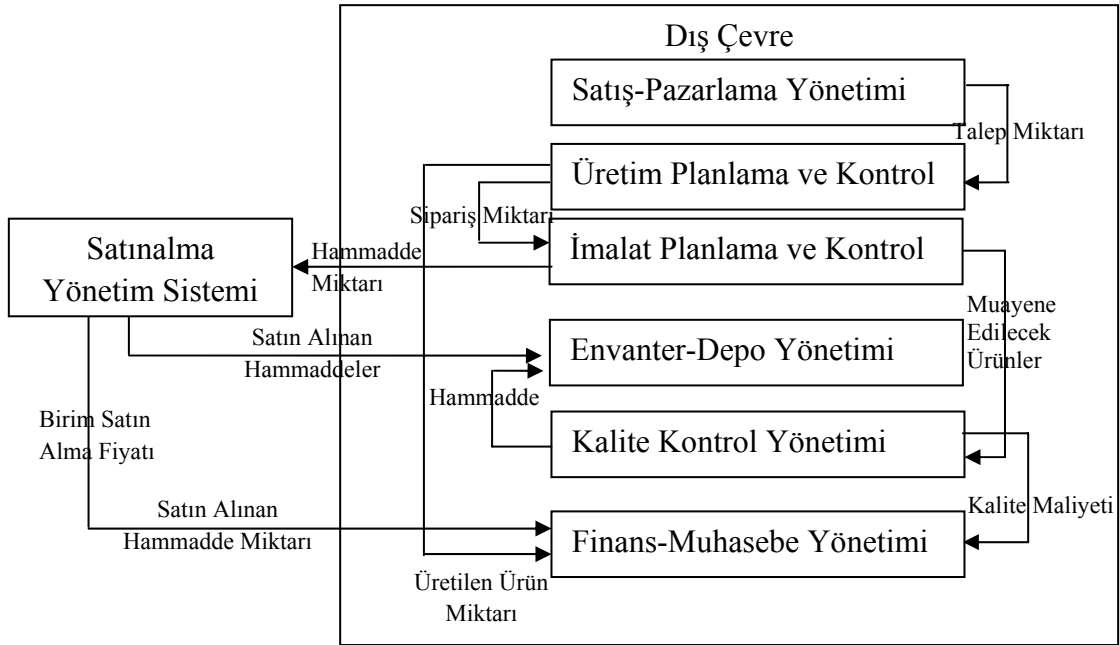 Dış Çevre
Satış-Pazarlama Yönetimi
Talep Miktarı
Üretim Planlama ve Kontrol
Sipariş Miktarı
İmalat Planlama ve Kontrol
Satınalma
Yönetim Sistemi
Hammadde
Miktarı
Muayene
Edilecek
Ürünler
Satın Alınan
Hammaddeler
Envanter-Depo Yönetimi
Hammadde
Birim Satın
Alma Fiyatı
Kalite Kontrol Yönetimi
Kalite Maliyeti
Satın Alınan
Hammadde Miktarı
Finans-Muhasebe Yönetimi
Üretilen Ürün
Miktarı